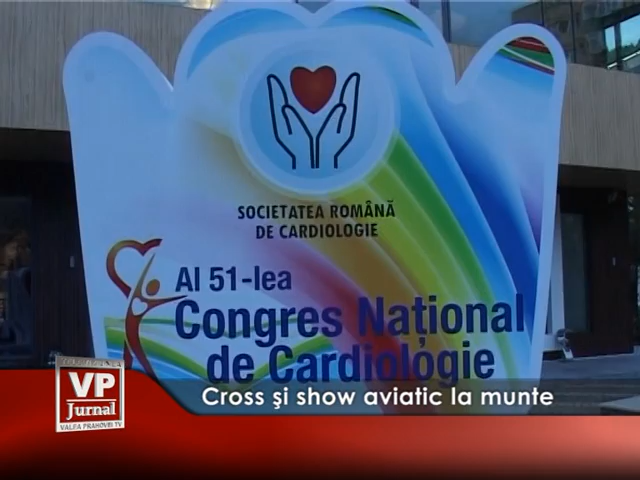 SOCIETATEA ROMÂNĂ
DE CARDIOLOGIE
Al 51-lea
Congres Național
de Cardiologie
VP
Jurnal
VALEA PRAHOVEI TV
Cross şi show aviatic la munte